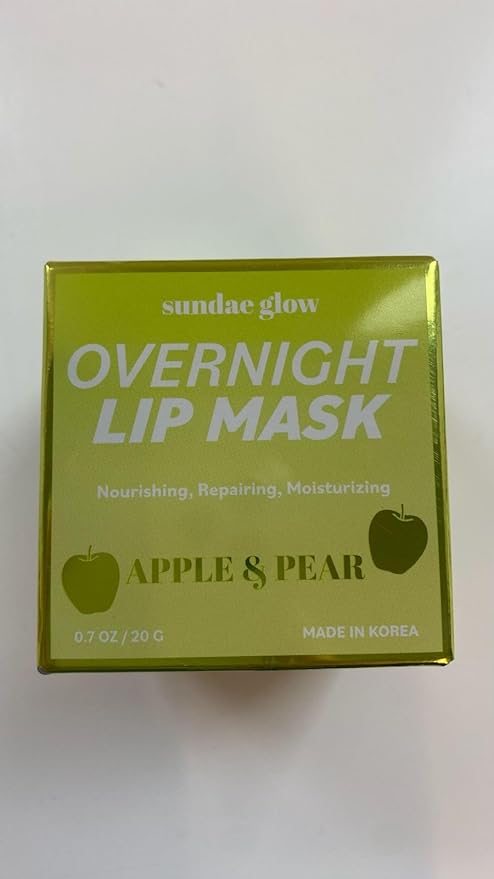 sundae glow
OVERNIGHT
LIP MASK
Nourishing, Repairing, Moisturizing
APPLE & PEAR
0.7 OZ / 20 G
MADE IN KOREA